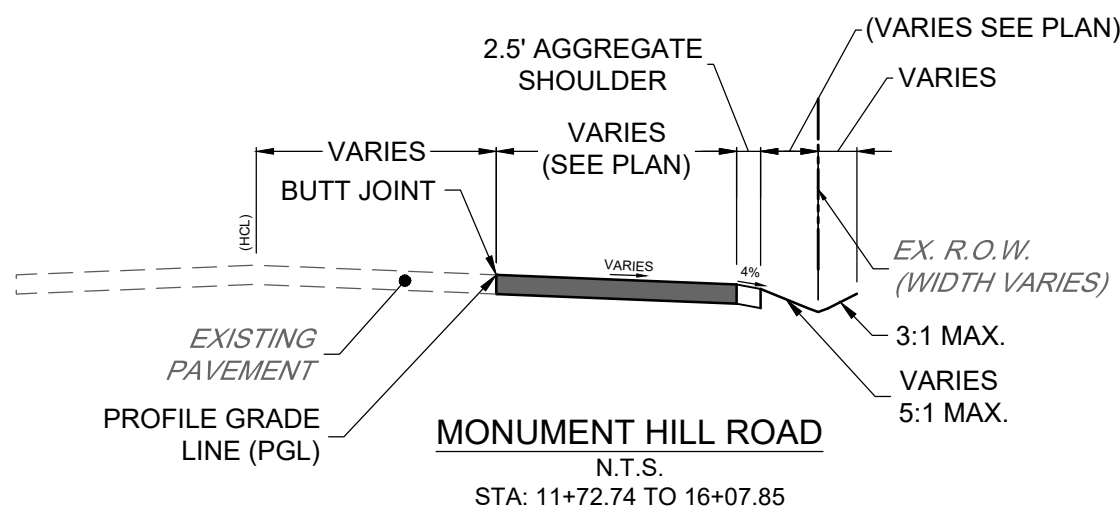 (VARIES SEE PLAN)
2.5' AGGREGATE
SHOULDER
VARIES
VARIES
(SEE PLAN)
VARIES
BUTT JOINT
(HCL)
VARIES
4%
EX. R.O.W.
(WIDTH VARIES)
EXISTING
PAVEMENT
3:1 MAX.
VARIES
5:1 MAX.
PROFILE GRADE
LINE (PGL)
MONUMENT HILL ROAD
N.T.S.
STA: 11+72.74 TO 16+07.85